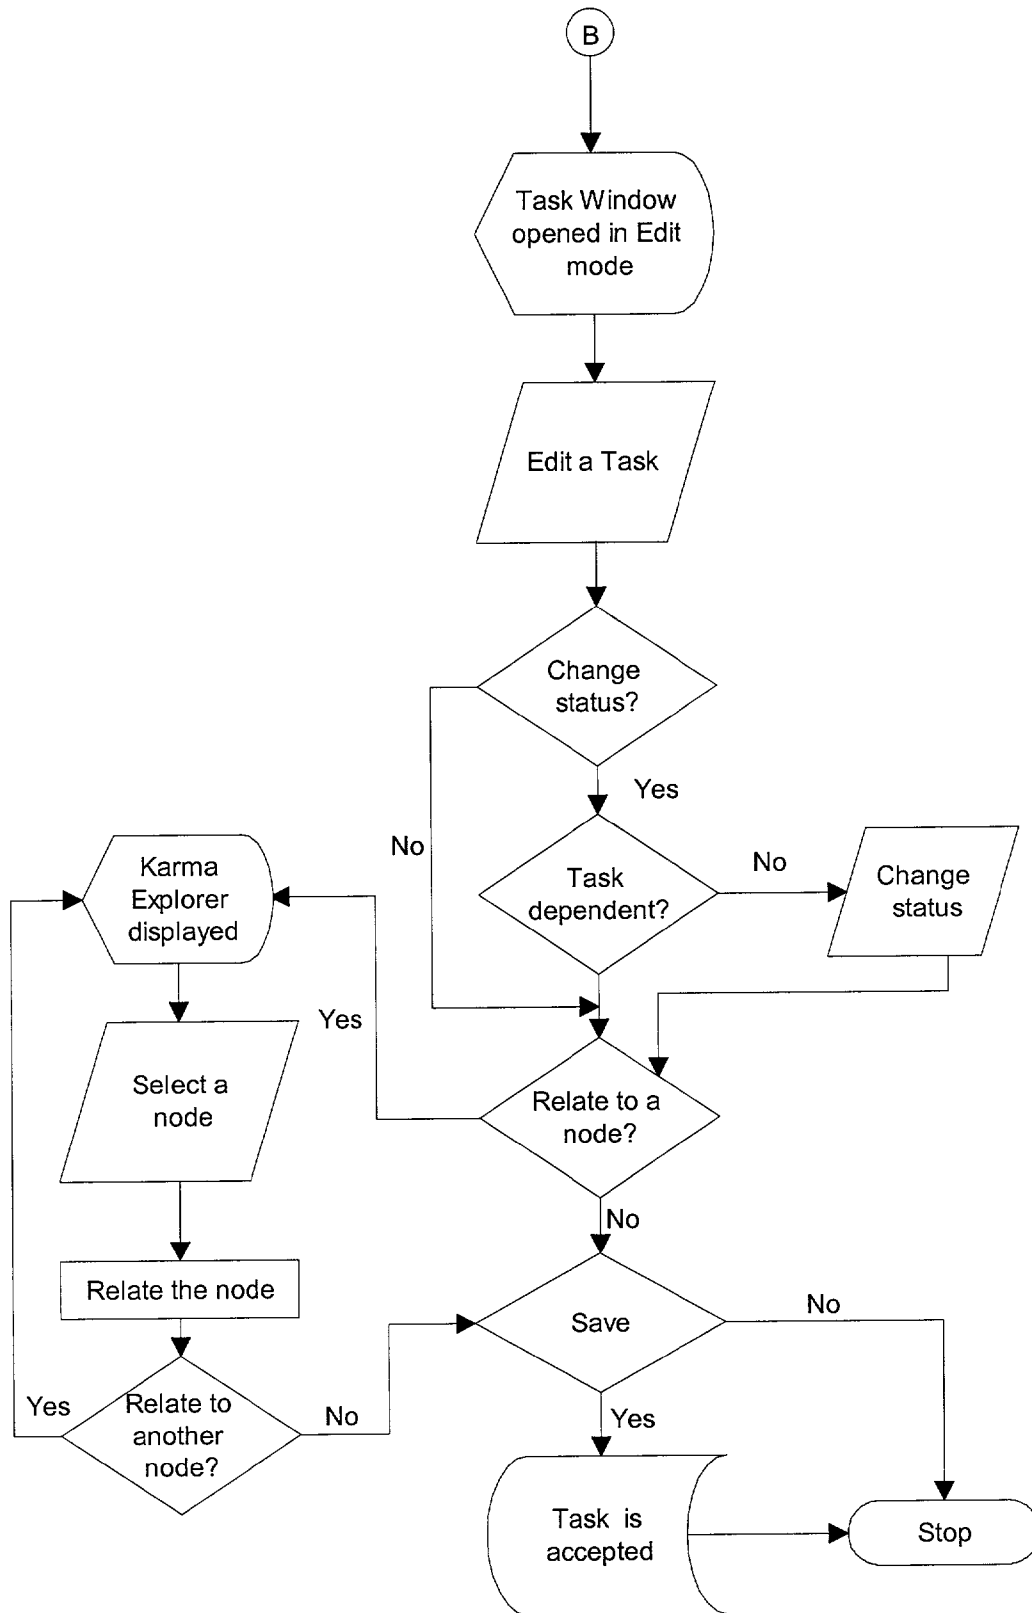 B
Task Window
opened in Edit
mode
Edit a Task
Change
status?
Yes
No
Task
dependent?
No
Change
status
Karma
Explorer
displayed
Yes
Select a
node
Relate to a
node?
No
Relate the node
Save
No
Yes
Relate to
another
node?
No
Yes
Task is
accepted
Stop